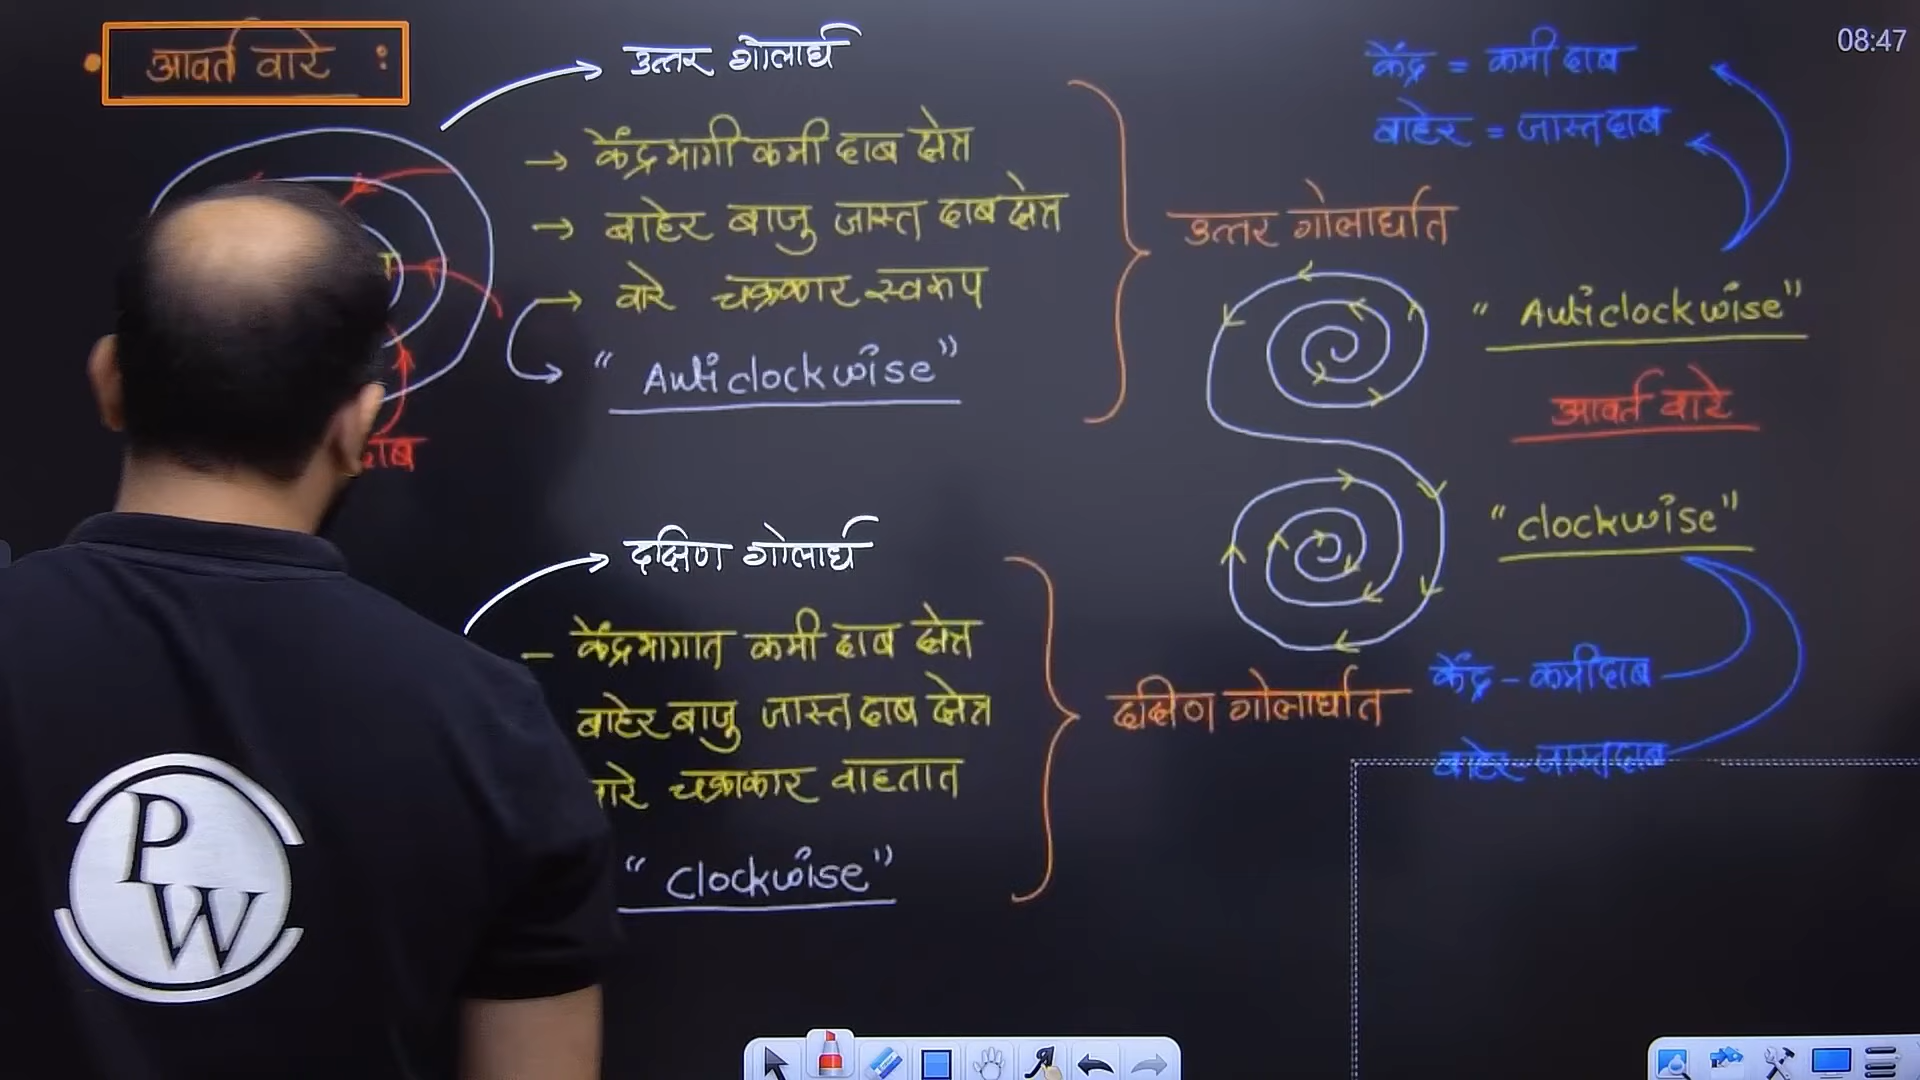 आवर्त वारे :
उत्तर गोलार्ध
→ केंद्रभागी कमी दाब क्षेत्र
→ बाहेर बाजु जास्त दाब क्षेत्र
→ वारे चक्राकार स्वरूप
"Anticlockwise"
दाब
दक्षिण गोलार्ध
– केंद्रभागात कमी दाब क्षेत्र
बाहेर बाजु जास्त दाब क्षेत्र
वारे चक्राकार वाहतात
"Clockwise"
08:47
केंद्र = कमी दाब
बाहेर = जास्त दाब
उत्तर गोलार्धात
"Anticlockwise"
आवर्त वारे
"clockwise"
दक्षिण गोलार्धात
केंद्र – कमी दाब
बाहेर – जास्त दाब
PW